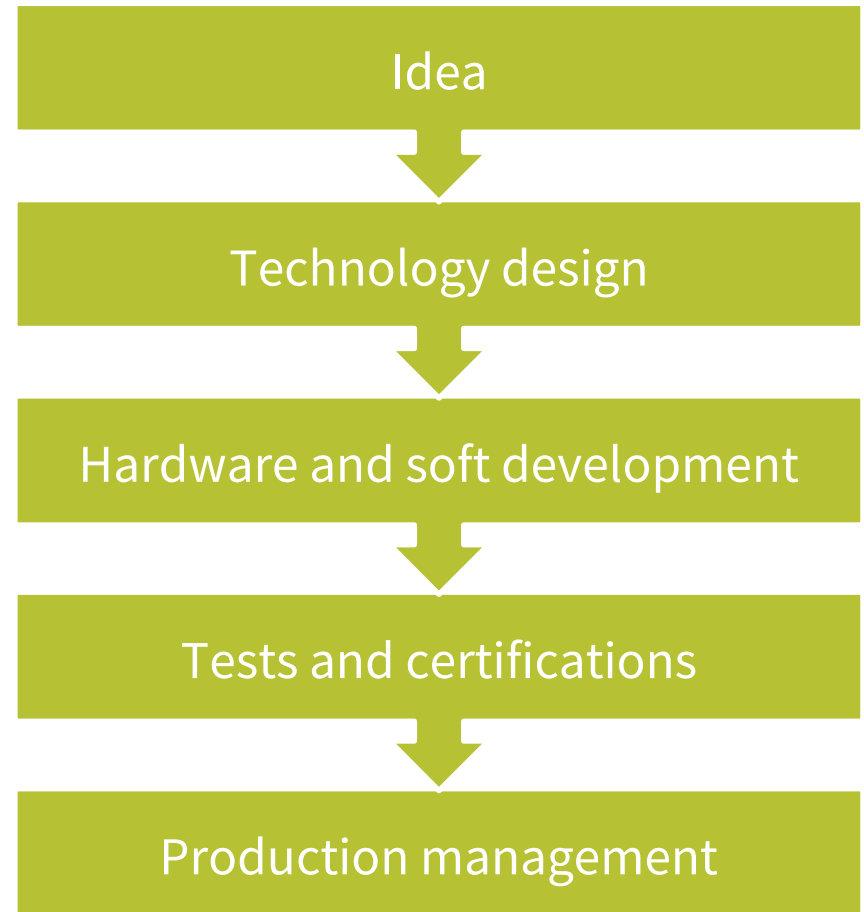 Idea
Technology design
Hardware and soft development
Tests and certifications
Production management